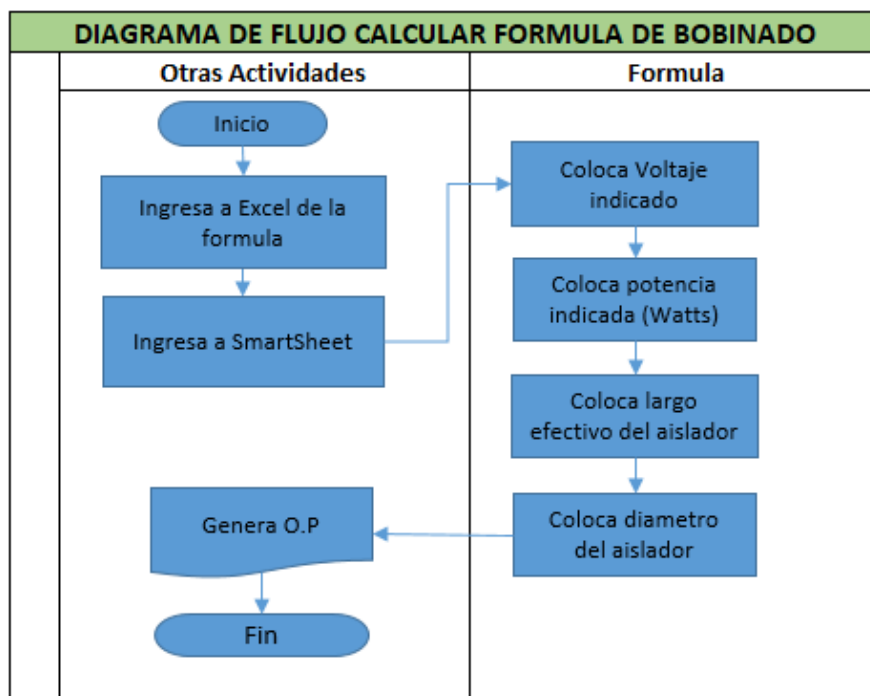 DIAGRAMA DE FLUJO CALCULAR FORMULA DE BOBINADO
Otras Actividades
Formula
Inicio
Ingresa a Excel de la
formula
Ingresa a SmartSheet
Coloca Voltaje
indicado
Coloca potencia
indicada (Watts)
Coloca largo
efectivo del aislador
Coloca diametro
del aislador
Genera O.P
Fin